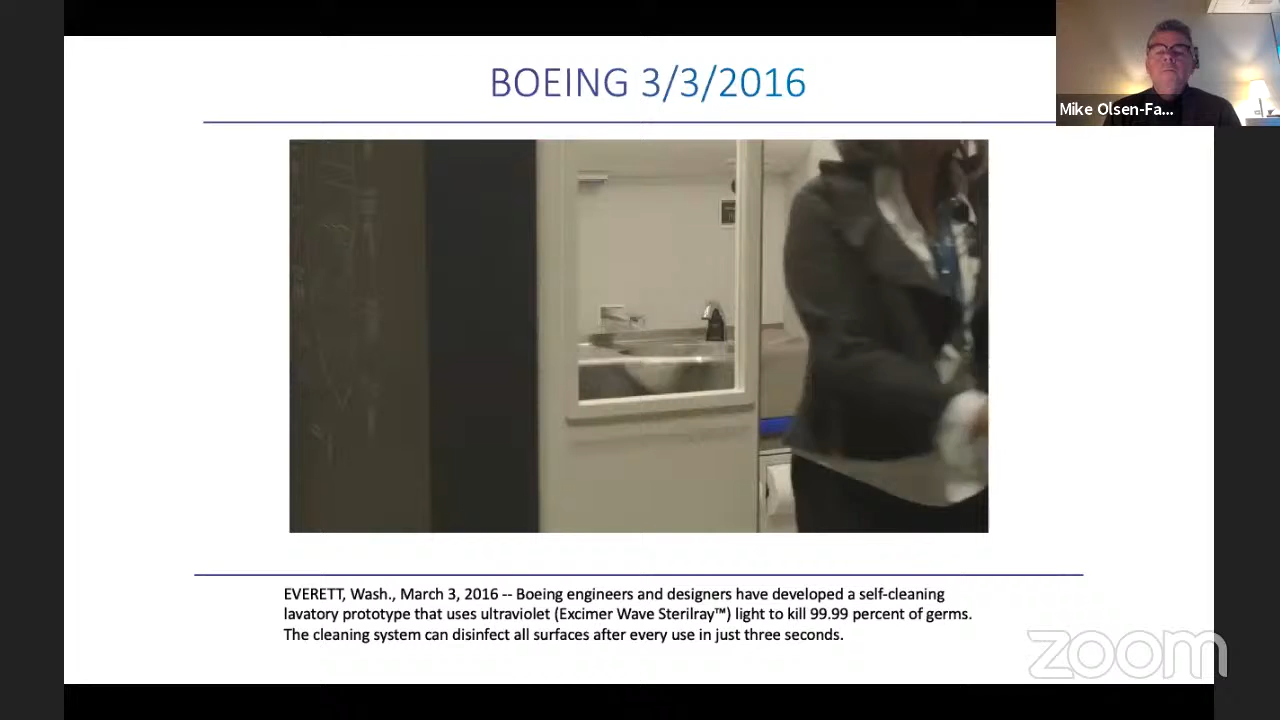 BOEING 3/3/2016
Mike Olsen-Fa...
EVERETT, Wash., March 3, 2016 -- Boeing engineers and designers have developed a self-cleaning
lavatory prototype that uses ultraviolet (Excimer Wave Sterilray™) light to kill 99.99 percent of germs.
The cleaning system can disinfect all surfaces after every use in just three seconds.
zoom